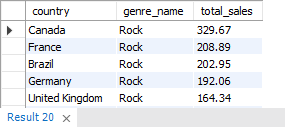 country genre_name total_sales
Canada Rock 329.67
France Rock 208.89
Brazil Rock 202.95
Germany Rock 192.06
United Kingdom Rock 164.34
Result 20